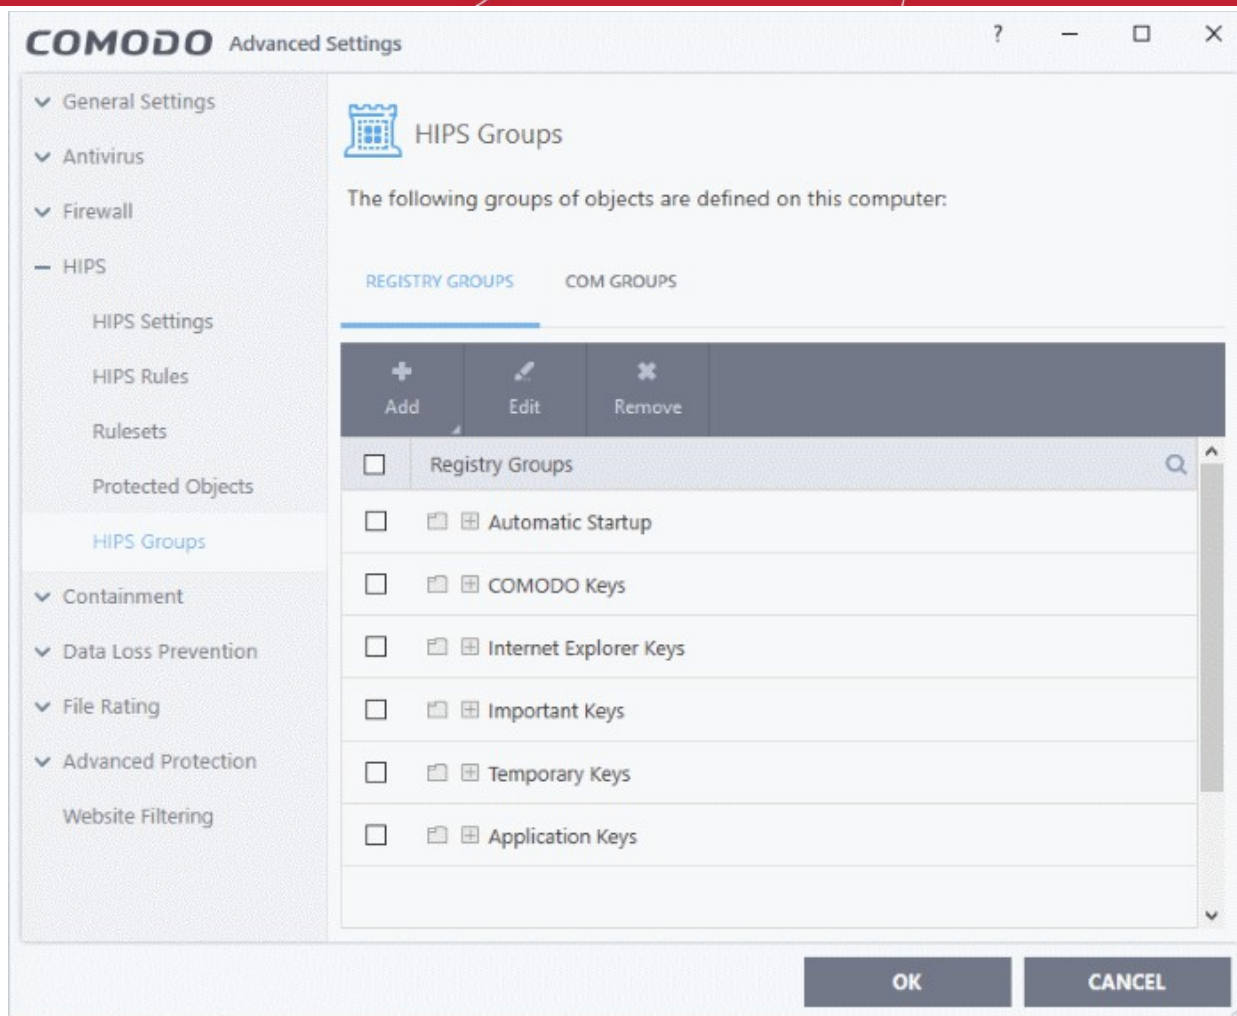 COMODO Advanced Settings
?
General Settings
Antivirus
Firewall
HIPS
HIPS Settings
HIPS Rules
Rulesets
Protected Objects
HIPS Groups
Containment
Data Loss Prevention
File Rating
Advanced Protection
Website Filtering
HIPS Groups
The following groups of objects are defined on this computer:
REGISTRY GROUPS COM GROUPS
Add Edit Remove
Registry Groups
Automatic Startup
COMODO Keys
Internet Explorer Keys
Important Keys
Temporary Keys
Application Keys
OK CANCEL